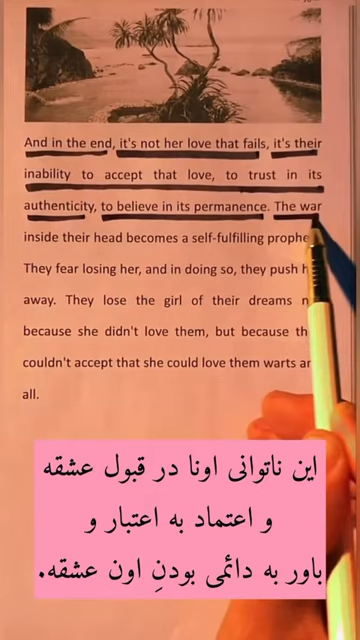 And in the end, it's not her love that fails, it's their
inability to accept that love, to trust in its
authenticity, to believe in its permanence. The war
inside their head becomes a self-fulfilling
They fear losing her, and in doing so, they push
away. They lose the girl of their dreams
because she didn't love them, but because
couldn't accept that she could love them warts
all.
این ناتوانی اونا در قبول عشقه
و اعتماد به اعتبار و
باور به دائمی بودنِ اون عشقه.